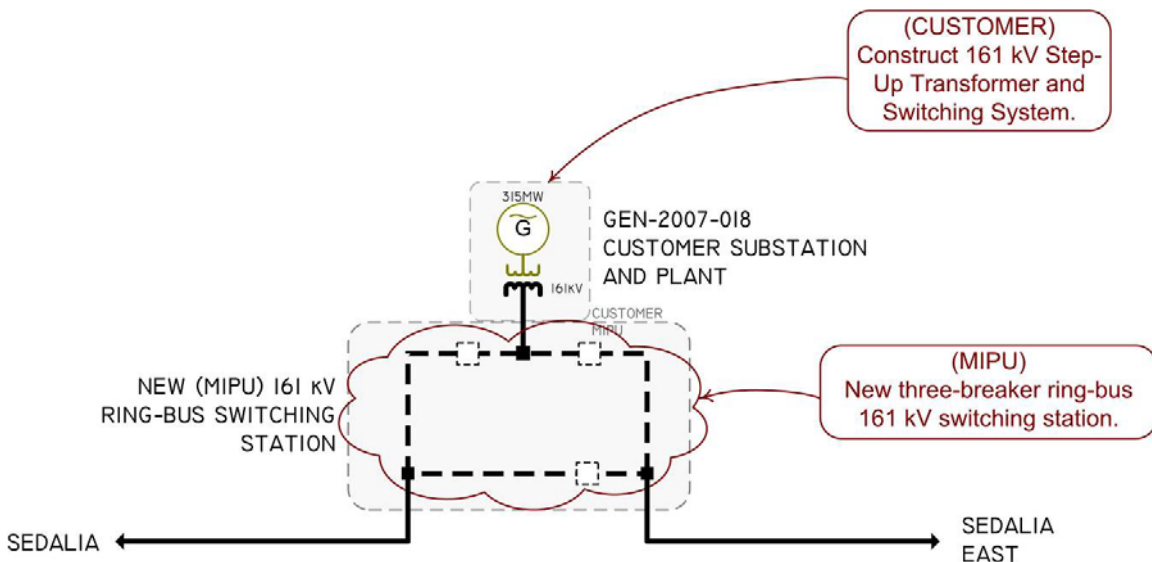 (CUSTOMER)
Construct 161 kV Step-
Up Transformer and
Switching System.
315MW
G
161kV
GEN-2007-018
CUSTOMER SUBSTATION
AND PLANT
CUSTOMER
MIPU
NEW (MIPU) 161 kV
RING-BUS SWITCHING
STATION
(MIPU)
New three-breaker ring-bus
161 kV switching station.
SEDALIA
SEDALIA
EAST